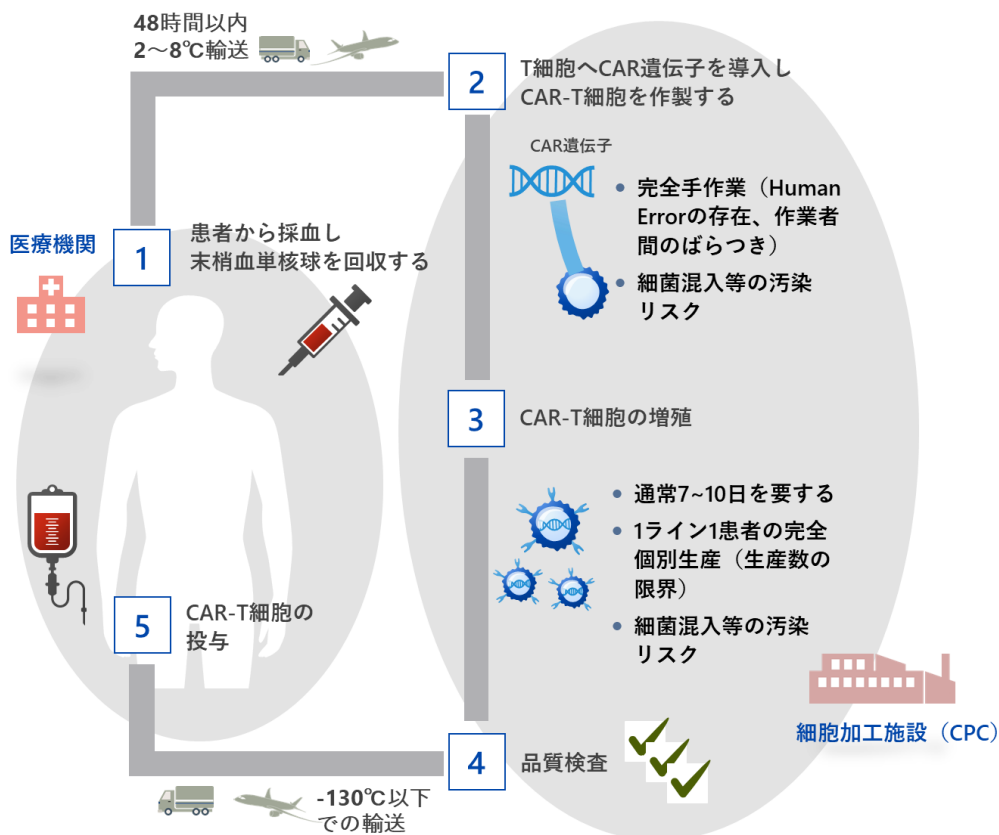 48時間以内
2～8℃輸送
2
T細胞へCAR遺伝子を導入し
CAR-T細胞を作製する
CAR遺伝子
• 完全手作業（Human
Errorの存在、作業者
間のばらつき）
• 細菌混入等の汚染
リスク
医療機関
1
患者から採血し
末梢血単核球を回収する
3
CAR-T細胞の増殖
• 通常7~10日を要する
• 1ライン1患者の完全
個別生産（生産数の
限界）
• 細菌混入等の汚染
リスク
5
CAR-T細胞の
投与
細胞加工施設（CPC）
4
品質検査
-130℃以下
での輸送